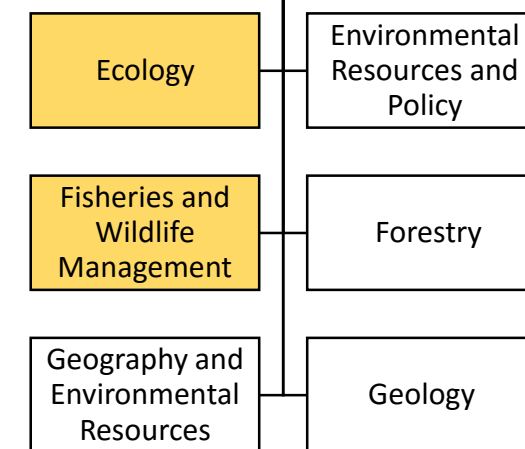 Ecology
Environmental
Resources and
Policy
Fisheries and
Wildlife
Management
Forestry
Geography and
Environmental
Resources
Geology